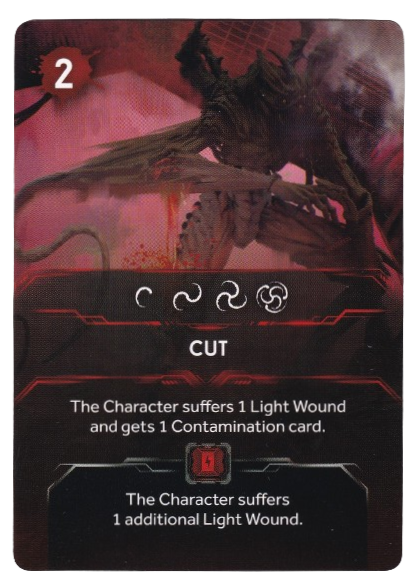 2
CUT
The Character suffers 1 Light Wound
and gets 1 Contamination card.
The Character suffers
1 additional Light Wound.